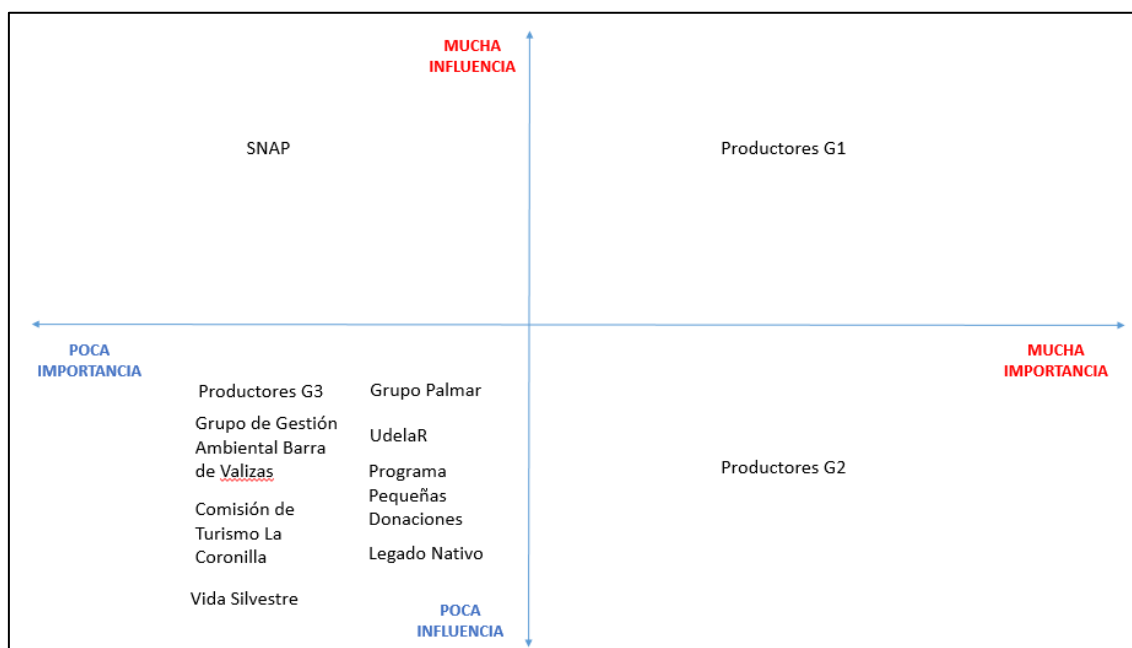 MUCHA
INFLUENCIA
SNAP
Productores G1
POCA
IMPORTANCIA
MUCHA
IMPORTANCIA
Productores G3
Grupo de Gestión
Ambiental Barra
de Valizas
Comisión de
Turismo La
Coronilla
Vida Silvestre
Grupo Palmar
UdelaR
Programa
Pequeñas
Donaciones
Legado Nativo
Productores G2
POCA
INFLUENCIA